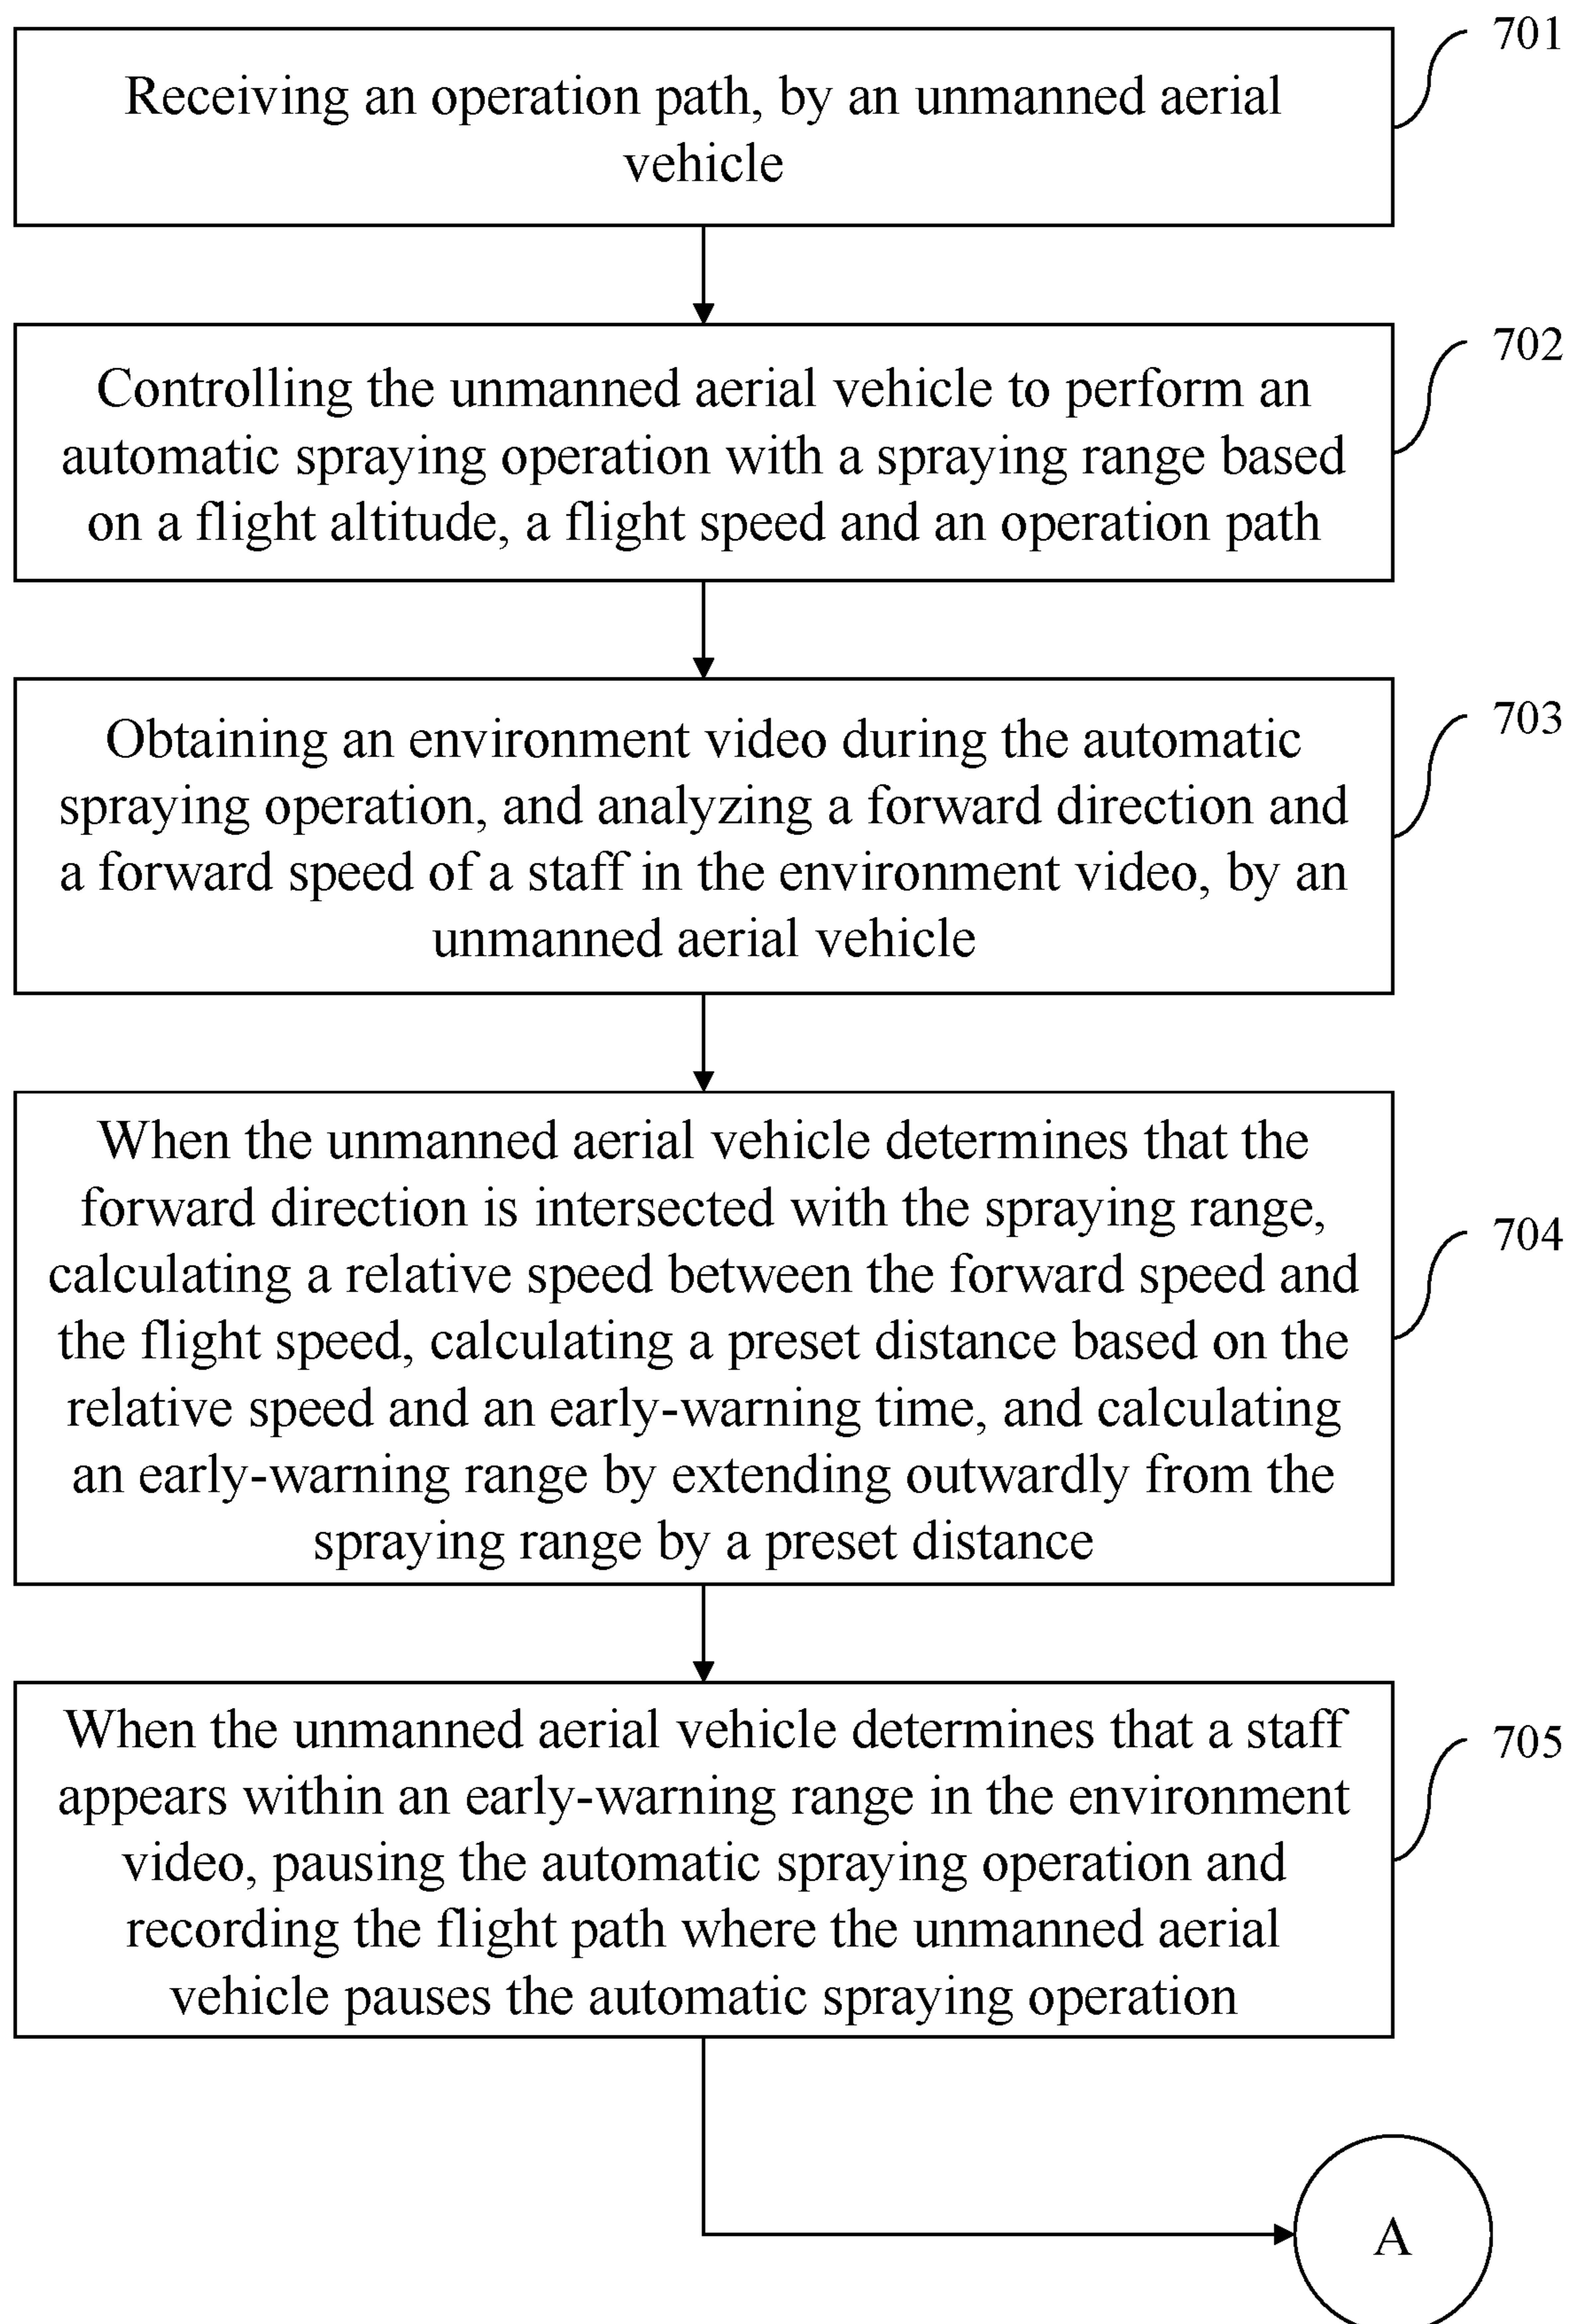 701
Receiving an operation path, by an unmanned aerial
vehicle
702
Controlling the unmanned aerial vehicle to perform an
automatic spraying operation with a spraying range based
on a flight altitude, a flight speed and an operation path
703
Obtaining an environment video during the automatic
spraying operation, and analyzing a forward direction and
a forward speed of a staff in the environment video, by an
unmanned aerial vehicle
704
When the unmanned aerial vehicle determines that the
forward direction is intersected with the spraying range,
calculating a relative speed between the forward speed and
the flight speed, calculating a preset distance based on the
relative speed and an early-warning time, and calculating
an early-warning range by extending outwardly from the
spraying range by a preset distance
705
When the unmanned aerial vehicle determines that a staff
appears within an early-warning range in the environment
video, pausing the automatic spraying operation and
recording the flight path where the unmanned aerial
vehicle pauses the automatic spraying operation
A